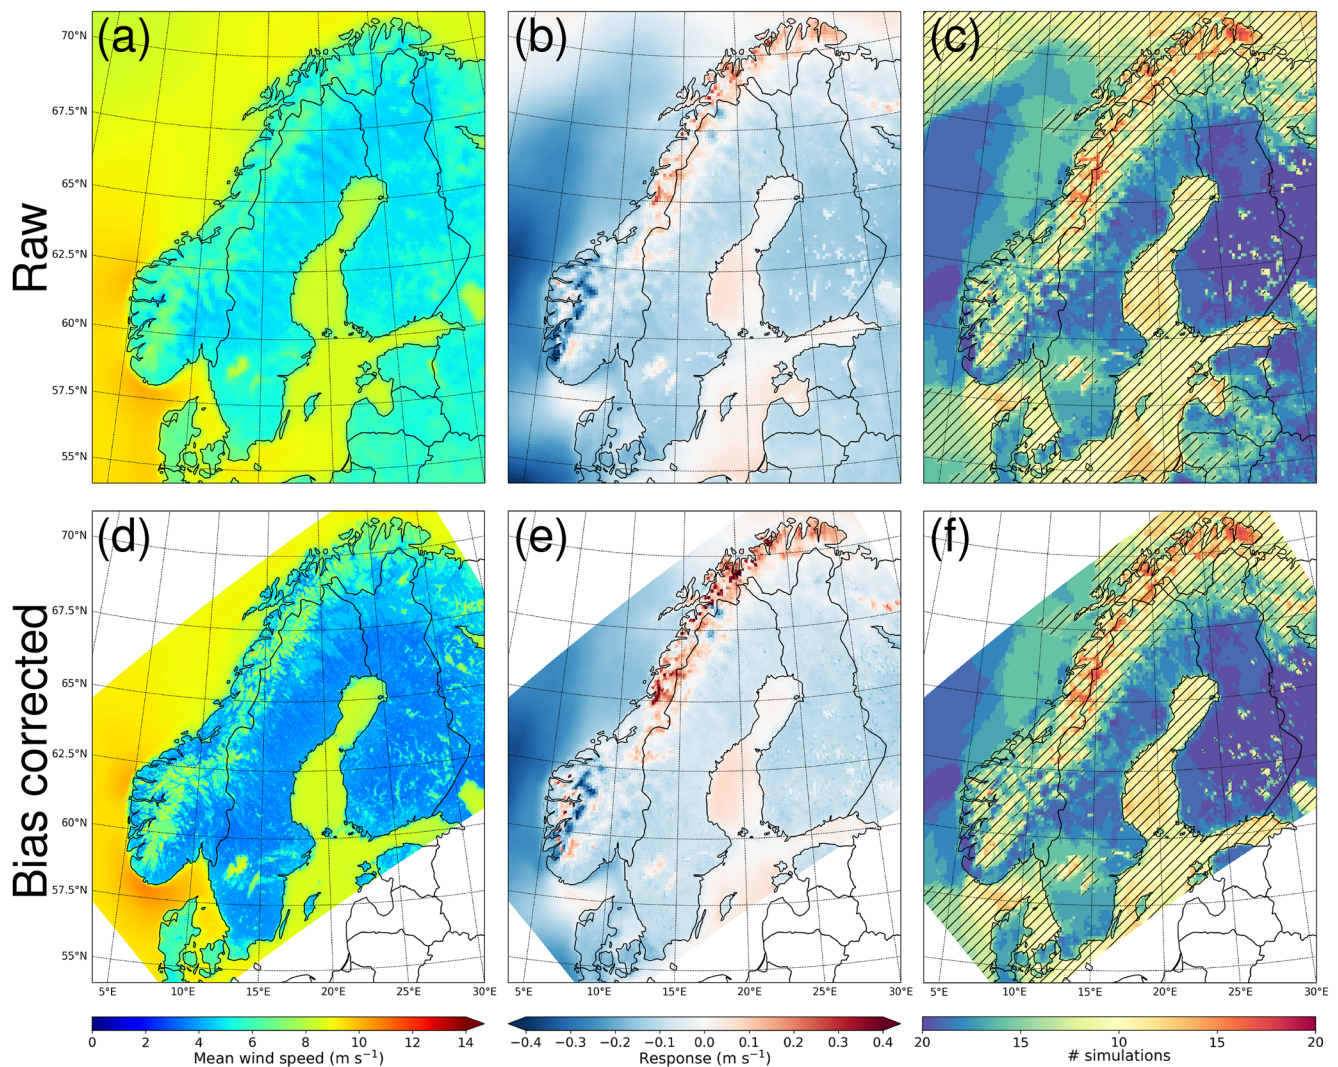 (a)
(b)
(c)
Raw
70°N
67.5°N
65°N
62.5°N
60°N
57.5°N
55°N
(d)
(e)
(f)
Bias corrected
70°N
67.5°N
65°N
62.5°N
60°N
57.5°N
55°N
5°E 10°E 15°E 20°E 25°E 30°E
5°E 10°E 15°E 20°E 25°E 30°E
5°E 10°E 15°E 20°E 25°E 30°E
0 2 4 6 8 10 12 14
Mean wind speed (m s⁻¹)
−0.4 −0.3 −0.2 −0.1 0.0 0.1 0.2 0.3 0.4
Response (m s⁻¹)
20 15 10 15 20
# simulations